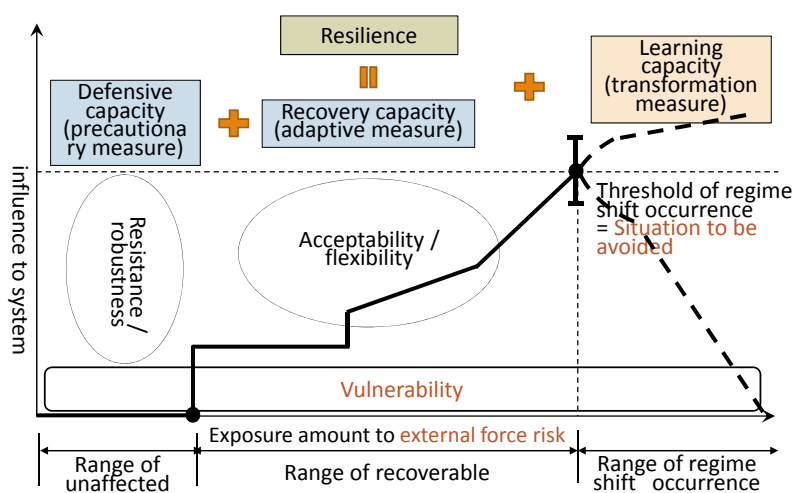 Resilience
Defensive
capacity
(precautiona
ry measure)
Recovery capacity
(adaptive measure)
Learning
capacity
(transformation
measure)
influence to system
Resistance /
robustness
Acceptability /
flexibility
Threshold of regime
shift occurrence
= Situation to be
avoided
Vulnerability
Exposure amount to external force risk
Range of
unaffected
Range of recoverable
Range of regime
shift occurrence